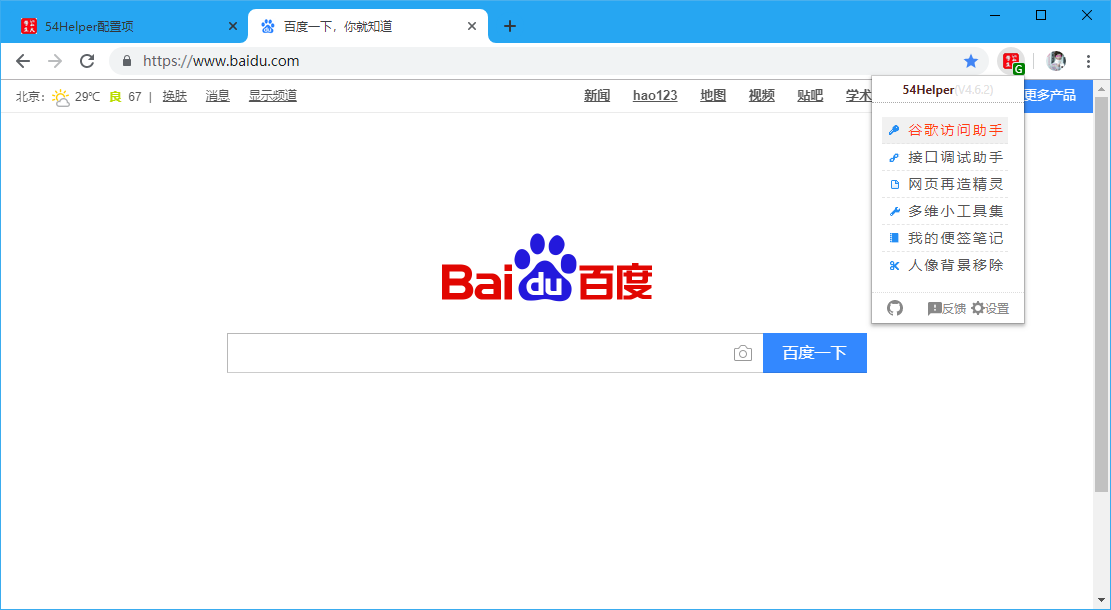 54Helper配置项
百度一下，你就知道
https://www.baidu.com
G
北京: 29℃ 良 67 | 换肤 消息 显示频道
新闻 hao123 地图 视频 贴吧 学术 更多产品
54Helper(V4.6.2)
谷歌访问助手
接口调试助手
网页再造精灵
多维小工具集
我的便签笔记
人像背景移除
反馈 设置
Bai du 百度
百度一下